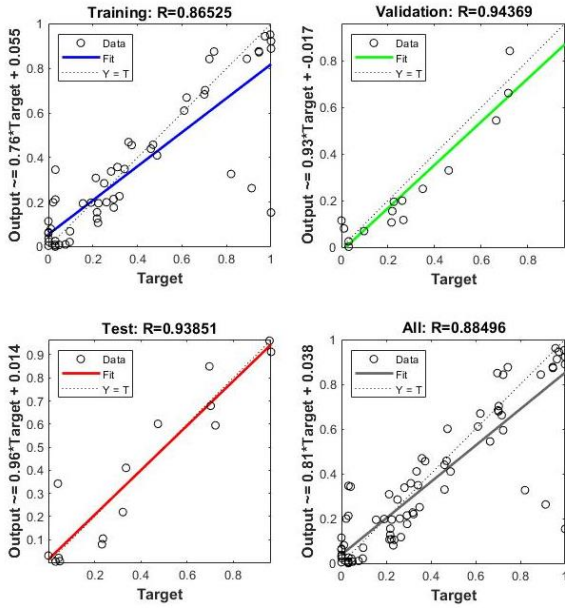 Training: R=0.86525
Output ~= 0.76*Target + 0.055
1
0.8
0.6
0.4
0.2
0
Data
Fit
Y = T
0 0.2 0.4 0.6 0.8 1
Target
Validation: R=0.94369
Output ~= 0.93*Target + -0.017
0.8
0.6
0.4
0.2
0
Data
Fit
Y = T
0 0.2 0.4 0.6 0.8
Target
Test: R=0.93851
Output ~= 0.96*Target + 0.014
0.9
0.8
0.7
0.6
0.5
0.4
0.3
0.2
0.1
Data
Fit
Y = T
0.2 0.4 0.6 0.8
Target
All: R=0.88496
Output ~= 0.81*Target + 0.038
1
0.8
0.6
0.4
0.2
0
Data
Fit
Y = T
0 0.2 0.4 0.6 0.8 1
Target